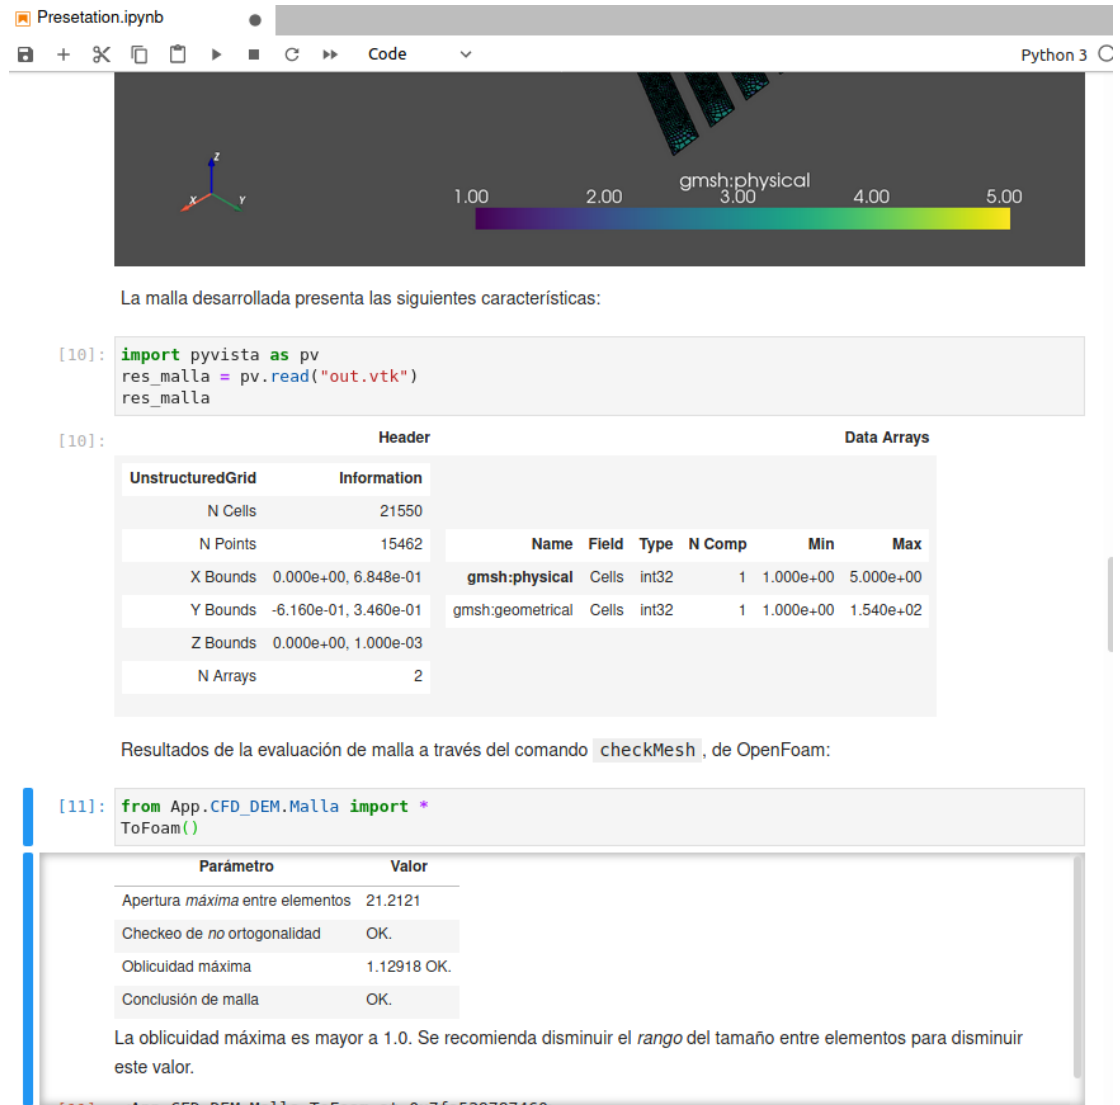 Presetation.ipynb
Code
Python 3
Z
X
Y
gmsh:physical
1.00 2.00 3.00 4.00 5.00
La malla desarrollada presenta las siguientes características:
[10]: import pyvista as pv
res_malla = pv.read("out.vtk")
res_malla
[10]: Header Data Arrays
UnstructuredGrid Information
N Cells 21550
N Points 15462 Name Field Type N Comp Min Max
X Bounds 0.000e+00, 6.848e-01 gmsh:physical Cells int32 1 1.000e+00 5.000e+00
Y Bounds -6.160e-01, 3.460e-01 gmsh:geometrical Cells int32 1 1.000e+00 1.540e+02
Z Bounds 0.000e+00, 1.000e-03
N Arrays 2
Resultados de la evaluación de malla a través del comando checkMesh , de OpenFoam:
[11]: from App.CFD_DEM.Malla import *
ToFoam()
Parámetro Valor
Apertura máxima entre elementos 21.2121
Checkeo de no ortogonalidad OK.
Oblicuidad máxima 1.12918 OK.
Conclusión de malla OK.
La oblicuidad máxima es mayor a 1.0. Se recomienda disminuir el rango del tamaño entre elementos para disminuir
este valor.